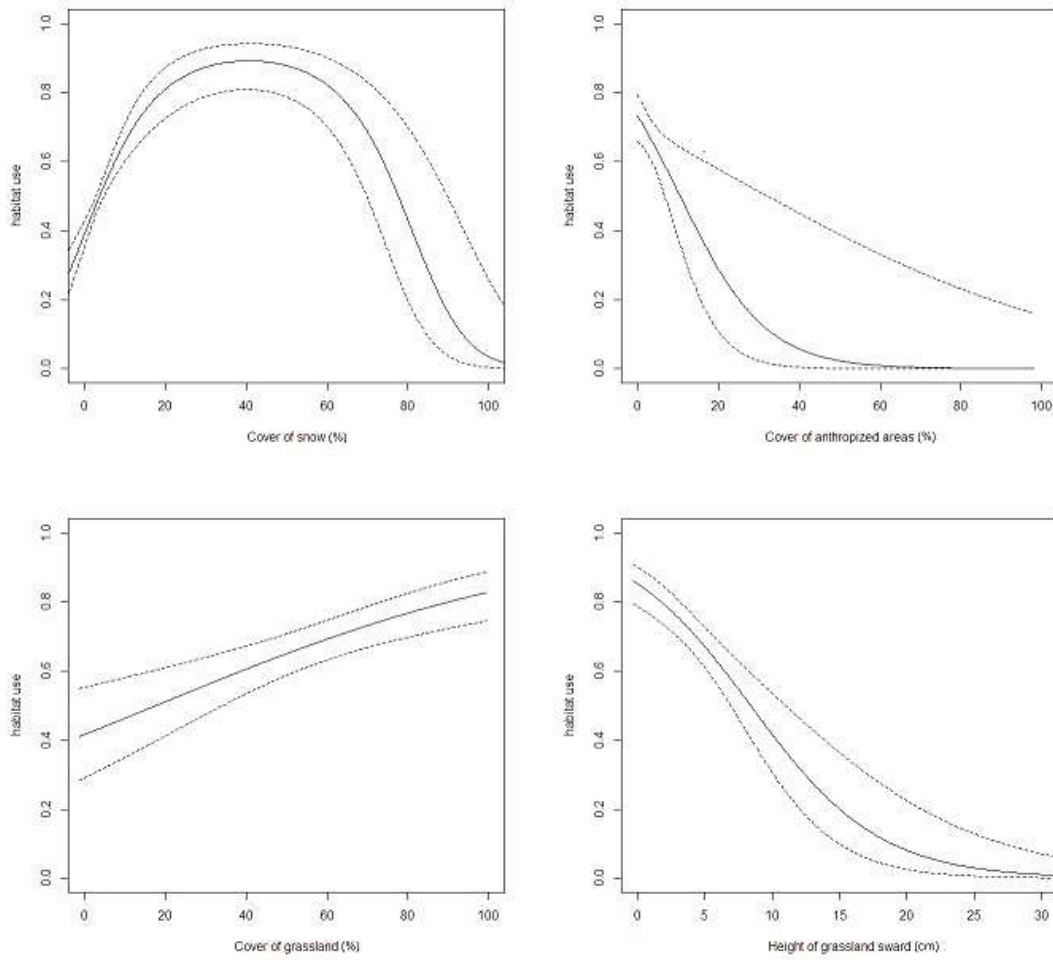 habitat use
0.0 0.2 0.4 0.6 0.8 1.0
0 20 40 60 80 100
Cover of snow (%)
habitat use
0.0 0.2 0.4 0.6 0.8 1.0
0 20 40 60 80 100
Cover of anthropized areas (%)
habitat use
0.0 0.2 0.4 0.6 0.8 1.0
0 20 40 60 80 100
Cover of grassland (%)
habitat use
0.0 0.2 0.4 0.6 0.8 1.0
0 5 10 15 20 25 30
Height of grassland sward (cm)